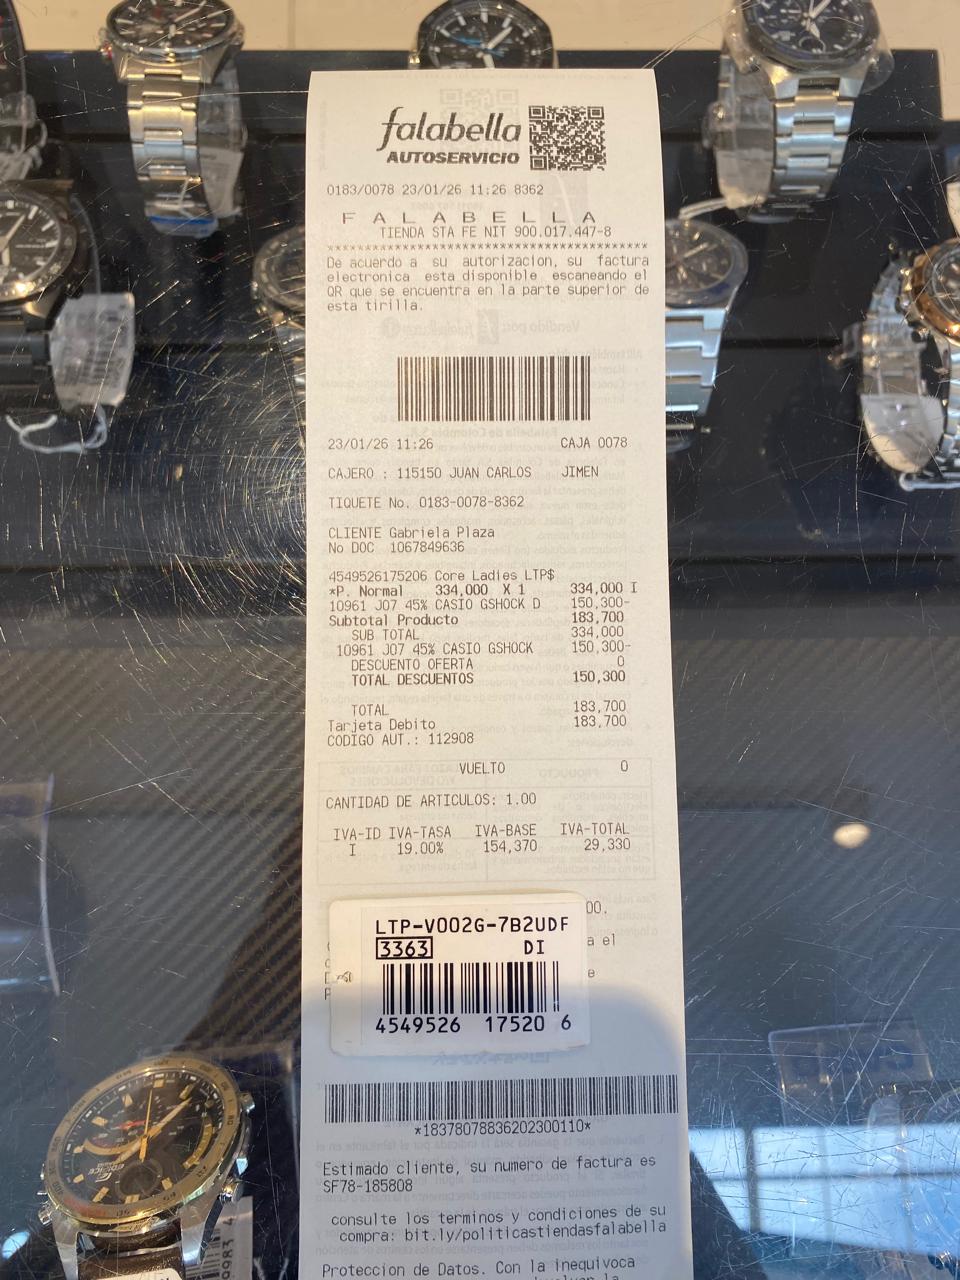 falabella
AUTOSERVICIO
0183/0078 23/01/26 11:26 8362
FALABELLA
TIENDA STA FE NIT 900.017.447-8
************************************************
De acuerdo a su autorizacion, su factura
electronica esta disponible escaneando el
QR que se encuentra en la parte superior de
esta tirilla.
23/01/26 11:26 CAJA 0078
CAJERO : 115150 JUAN CARLOS JIMEN
TIQUETE No. 0183-0078-8362
CLIENTE Gabriela Plaza
No DOC 1067849636
4549526175206 Core Ladies LTP$
*P. Normal 334,000 X 1 334,000 I
10961 J07 45% CASIO GSHOCK D 150,300-
Subtotal Producto 183,700
SUB TOTAL 334,000
10961 J07 45% CASIO GSHOCK 150,300-
DESCUENTO OFERTA 0
TOTAL DESCUENTOS 150,300
TOTAL 183,700
Tarjeta Debito 183,700
CODIGO AUT.: 112908
VUELTO 0
CANTIDAD DE ARTICULOS: 1.00
IVA-ID IVA-TASA IVA-BASE IVA-TOTAL
I 19.00% 154,370 29,330
00.
a el
e
LTP-V002G-7B2UDF
3363 DI
4549526 17520 6
*18378078836202300110*
Estimado cliente, su numero de factura es
SF78-185808
consulte los terminos y condiciones de su
compra: bit.ly/politicastiendasfalabella
Proteccion de Datos. Con la inequivoca
EDIFICE